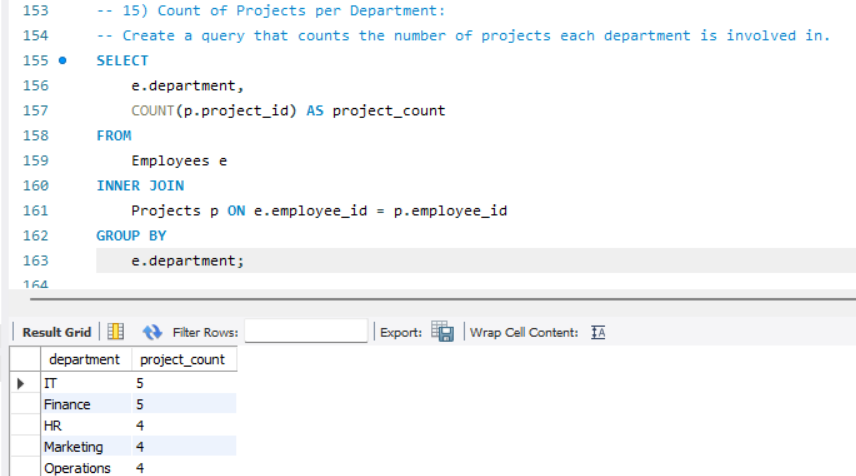 153 -- 15) Count of Projects per Department:
154 -- Create a query that counts the number of projects each department is involved in.
155 SELECT
156 e.department,
157 COUNT(p.project_id) AS project_count
158 FROM
159 Employees e
160 INNER JOIN
161 Projects p ON e.employee_id = p.employee_id
162 GROUP BY
163 e.department;
164
Result Grid Filter Rows: Export: Wrap Cell Content: IA
department project_count
IT 5
Finance 5
HR 4
Marketing 4
Operations 4